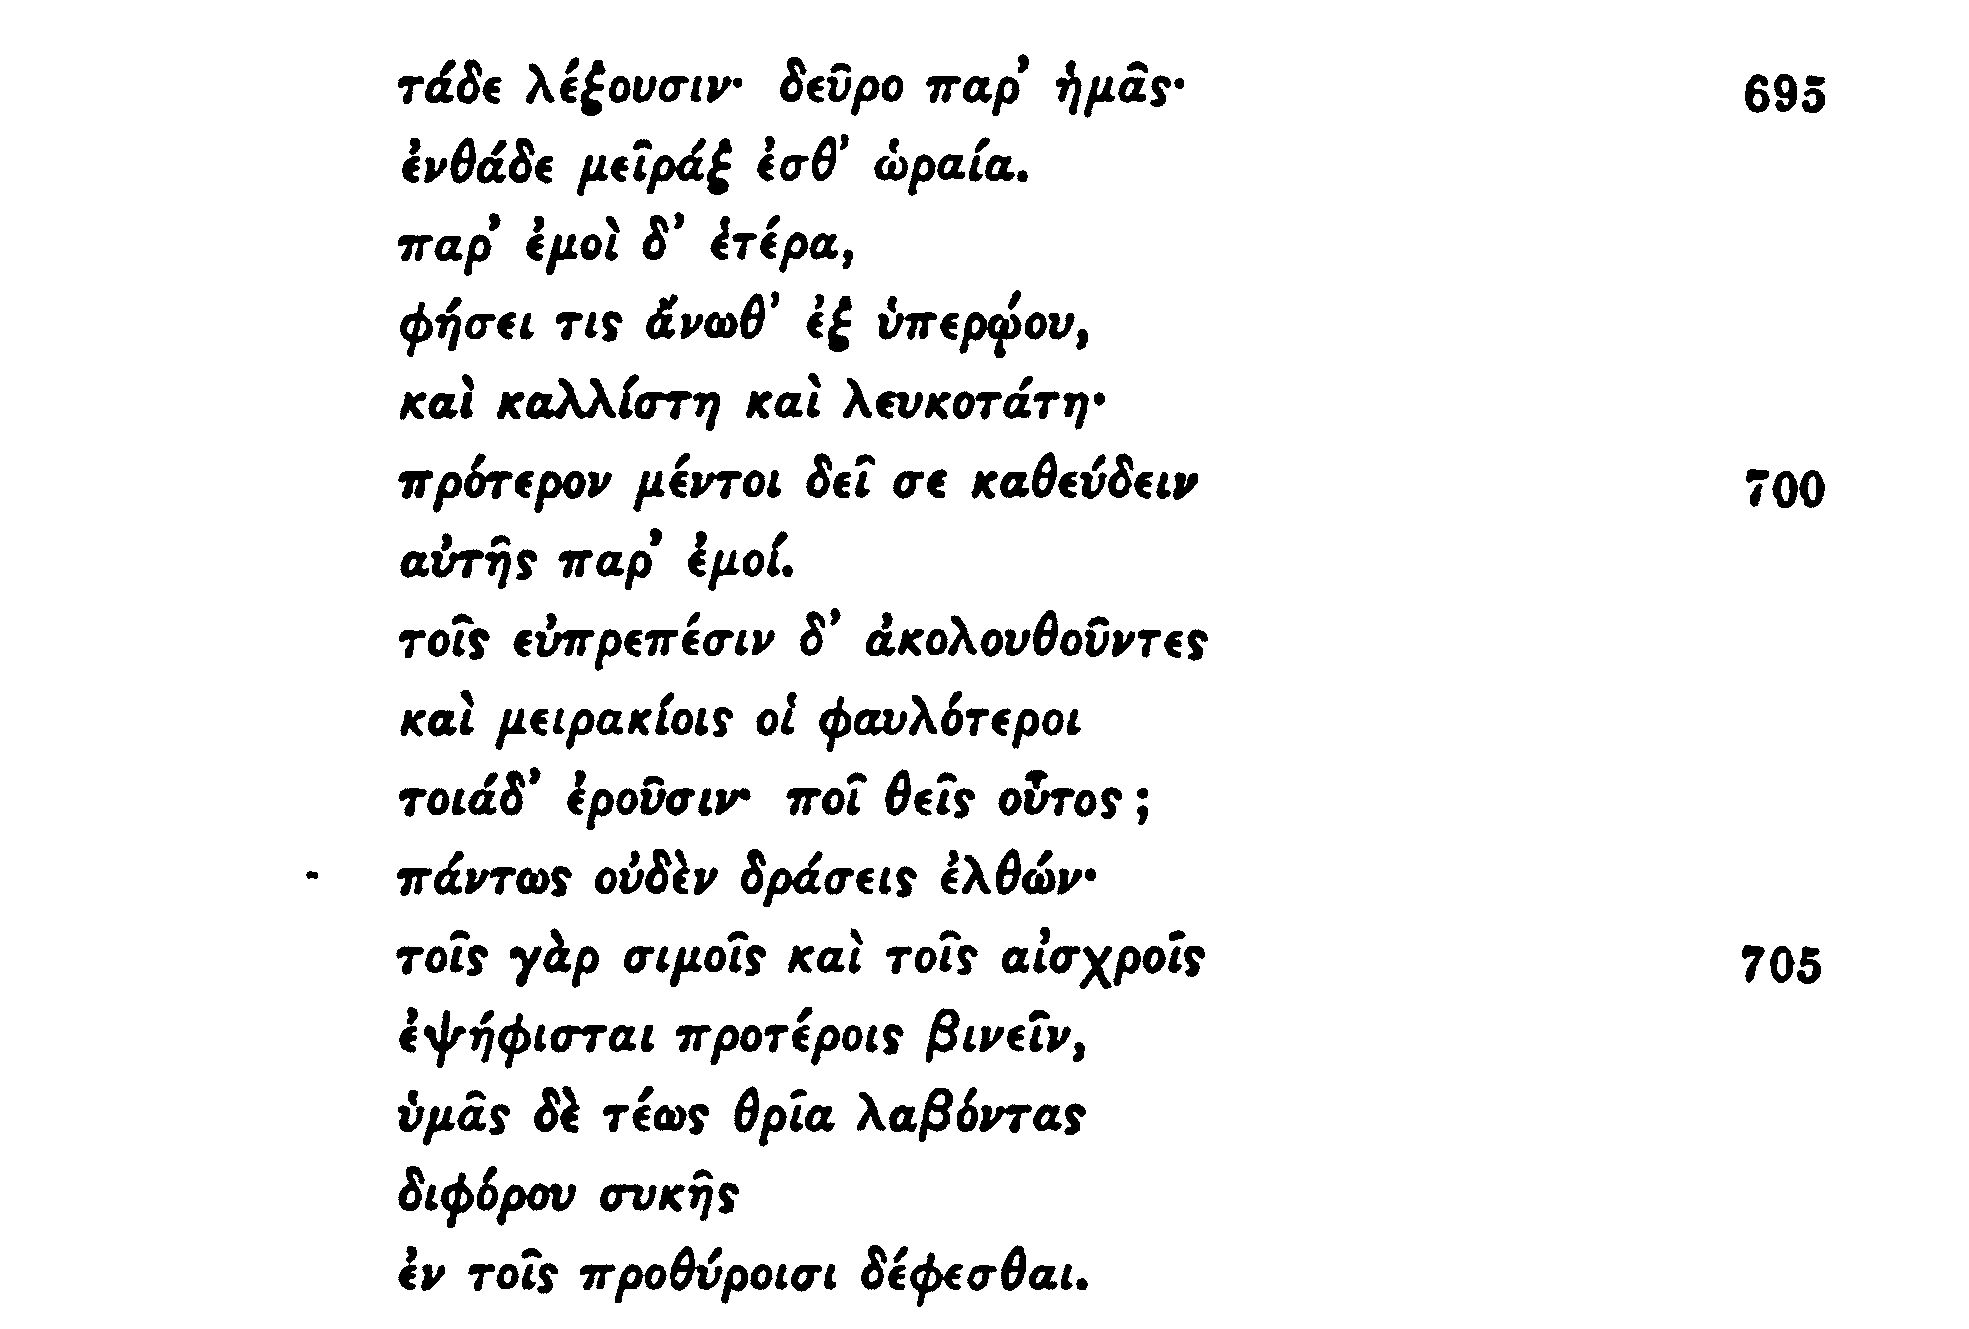 τάδε λέξουσιν· δεῦρο παρ’ ἡμᾶς· 695
ἐνθάδε μεῖράξ ἐσθ’ ὡραία.
παρ’ ἐμοὶ δ’ ἑτέρα,
φήσει τις ἄνωθ’ ἐξ ὑπερῴου,
καὶ καλλίστη καὶ λευκοτάτη·
πρότερον μέντοι δεῖ σε καθεύδειν 700
αὐτῆς παρ’ ἐμοί.
τοῖς εὐπρεπέσιν δ’ ἀκολουθοῦντες
καὶ μειρακίοις οἱ φαυλότεροι
τοιάδ’ ἐροῦσιν· ποῖ θεῖς οὗτος;
πάντως οὐδὲν δράσεις ἐλθών·
τοῖς γὰρ σιμοῖς καὶ τοῖς αἰσχροῖς 705
ἐψήφισται προτέροις βινεῖν,
ὑμᾶς δὲ τέως θρῖα λαβόντας
διφόρου συκῆς
ἐν τοῖς προθύροισι δέφεσθαι.